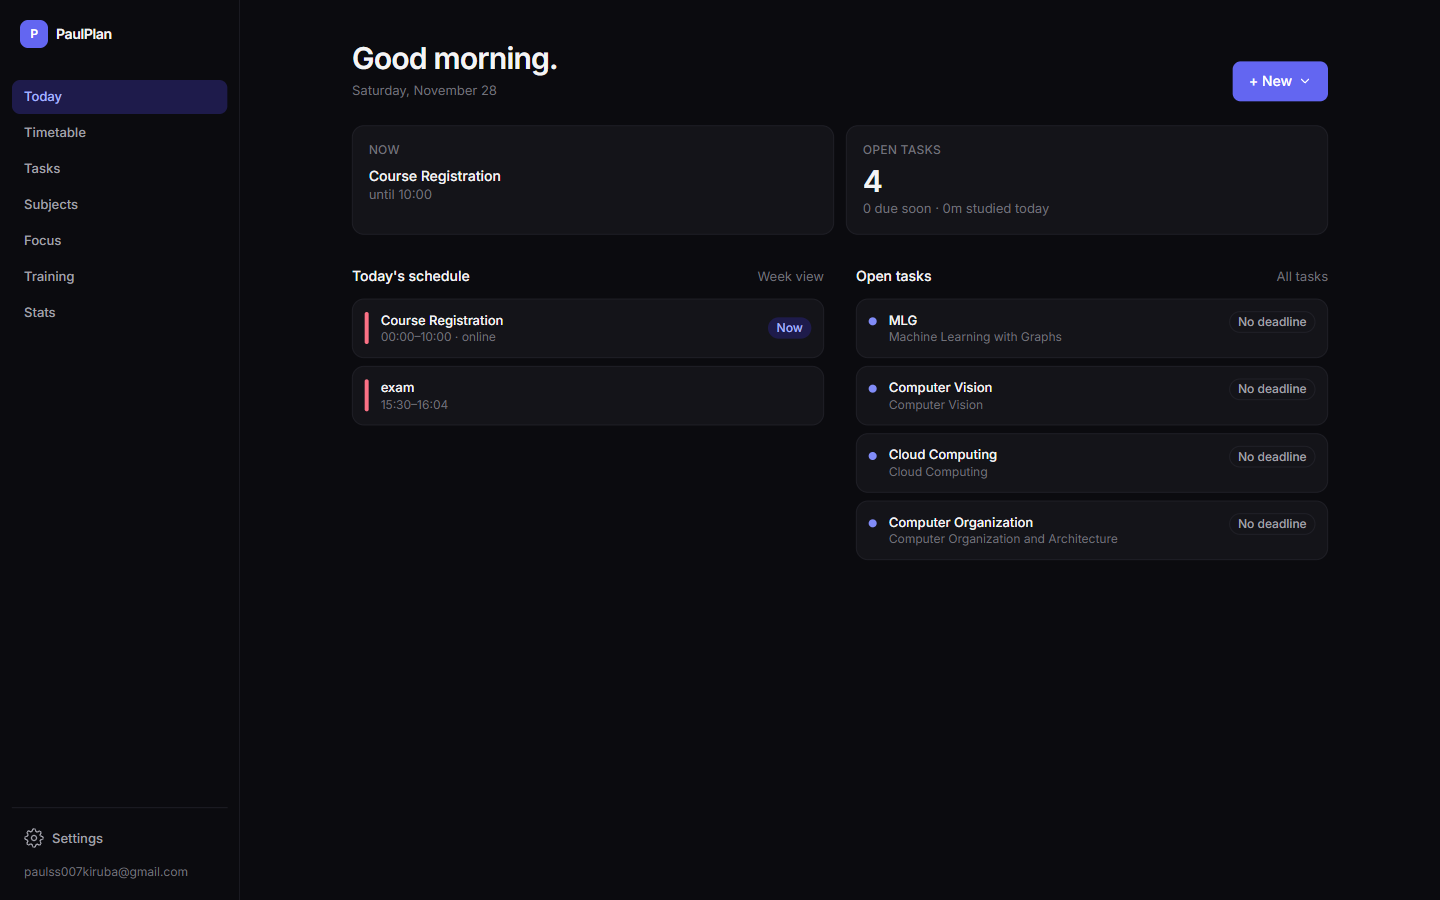 P PaulPlan
Today
Timetable
Tasks
Subjects
Focus
Training
Stats
Settings
paulss007kiruba@gmail.com
Good morning.
Saturday, November 28
+ New
NOW
Course Registration
until 10:00
OPEN TASKS
4
0 due soon · 0m studied today
Today's schedule Week view
Course Registration
00:00–10:00 · online
Now
exam
15:30–16:04
Open tasks All tasks
MLG
Machine Learning with Graphs
No deadline
Computer Vision
Computer Vision
No deadline
Cloud Computing
Cloud Computing
No deadline
Computer Organization
Computer Organization and Architecture
No deadline